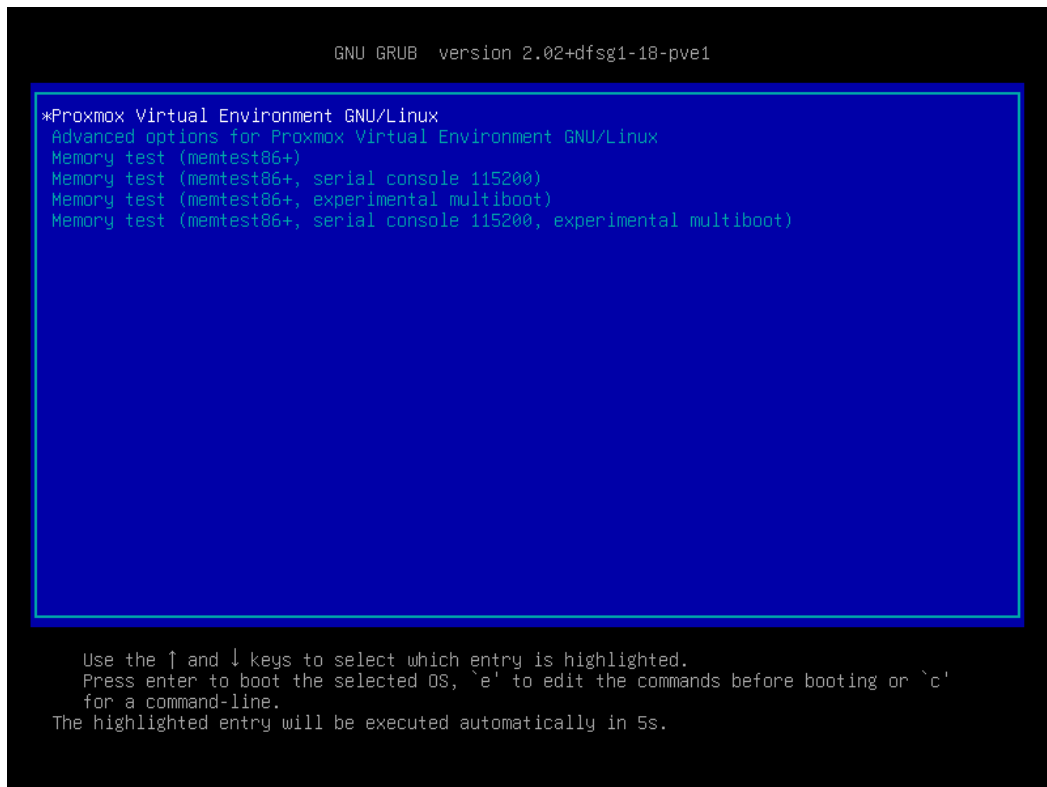 GNU GRUB  version 2.02+dfsg1-18-pve1
*Proxmox Virtual Environment GNU/Linux
Advanced options for Proxmox Virtual Environment GNU/Linux
Memory test (memtest86+)
Memory test (memtest86+, serial console 115200)
Memory test (memtest86+, experimental multiboot)
Memory test (memtest86+, serial console 115200, experimental multiboot)
Use the ↑ and ↓ keys to select which entry is highlighted.
Press enter to boot the selected OS, `e' to edit the commands before booting or `c'
for a command-line.
The highlighted entry will be executed automatically in 5s.